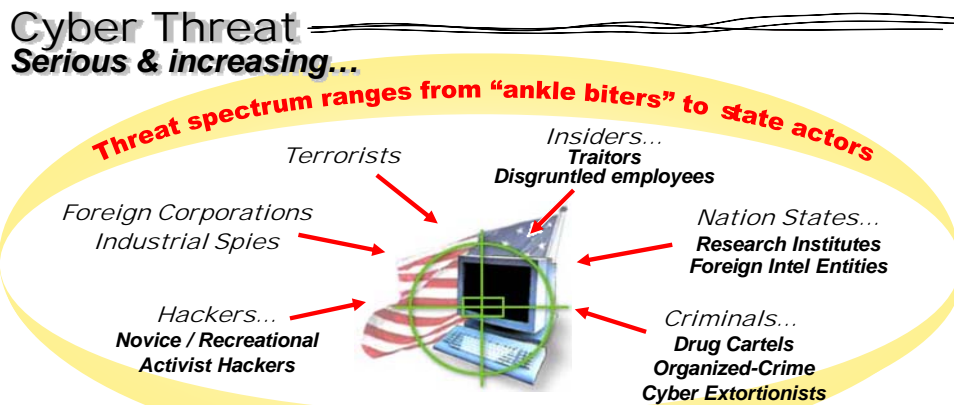 Cyber Threat
Serious & increasing…
Threat spectrum ranges from “ankle biters” to state actors
Terrorists
Insiders…
Traitors
Disgruntled employees
Foreign Corporations
Industrial Spies
Nation States…
Research Institutes
Foreign Intel Entities
Hackers…
Novice / Recreational
Activist Hackers
Criminals…
Drug Cartels
Organized-Crime
Cyber Extortionists